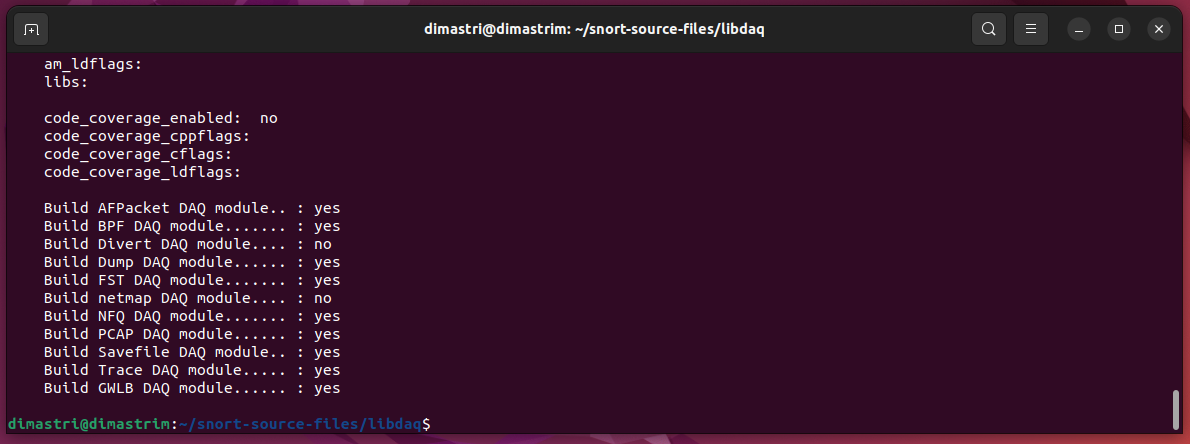 dimastri@dimastrim: ~/snort-source-files/libdaq
am_ldflags:
libs:
code_coverage_enabled:  no
code_coverage_cppflags:
code_coverage_cflags:
code_coverage_ldflags:
Build AFPacket DAQ module.. : yes
Build BPF DAQ module....... : yes
Build Divert DAQ module.... : no
Build Dump DAQ module...... : yes
Build FST DAQ module....... : yes
Build netmap DAQ module.... : no
Build NFQ DAQ module....... : yes
Build PCAP DAQ module...... : yes
Build Savefile DAQ module.. : yes
Build Trace DAQ module..... : yes
Build GWLB DAQ module...... : yes
dimastri@dimastrim:~/snort-source-files/libdaq$